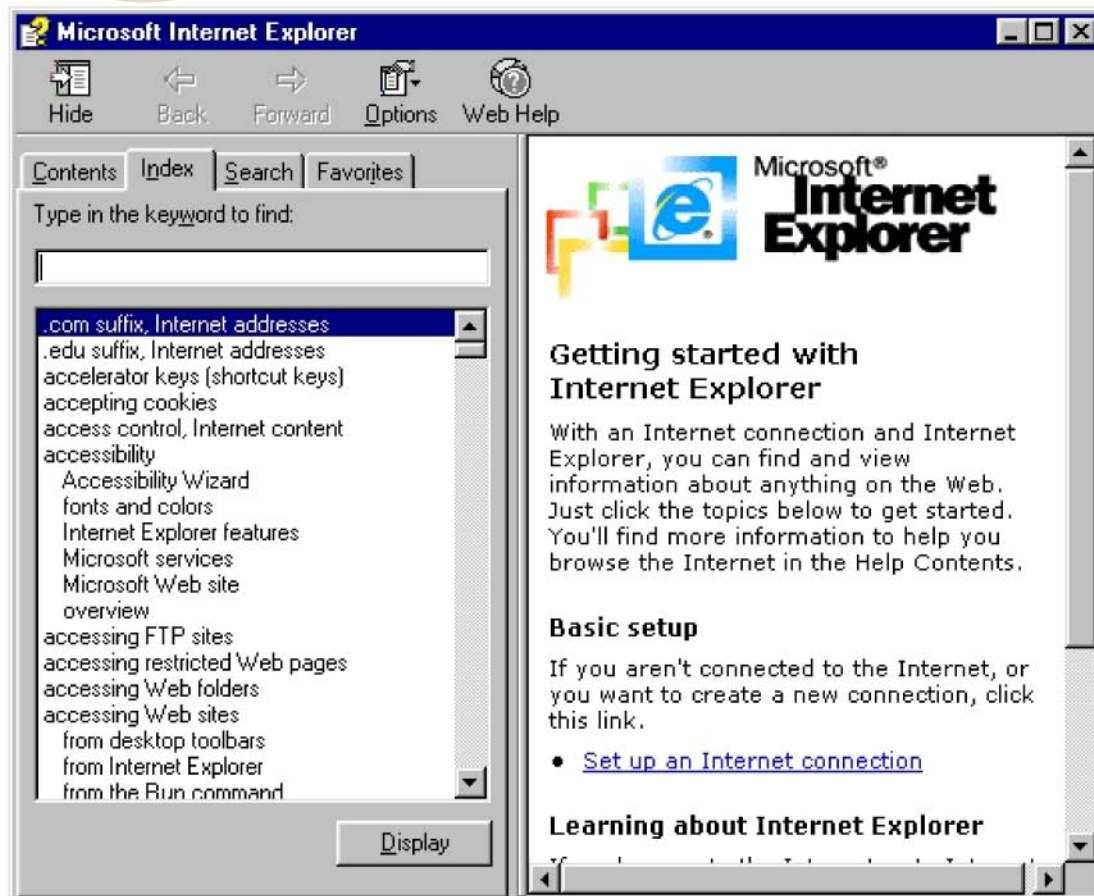 Microsoft Internet Explorer
Hide Back Forward Options Web Help
Contents Index Search Favorites
Type in the keyword to find:
.com suffix, Internet addresses
.edu suffix, Internet addresses
accelerator keys (shortcut keys)
accepting cookies
access control, Internet content
accessibility
Accessibility Wizard
fonts and colors
Internet Explorer features
Microsoft services
Microsoft Web site
overview
accessing FTP sites
accessing restricted Web pages
accessing Web folders
accessing Web sites
from desktop toolbars
from Internet Explorer
from the Run command
Display
Microsoft®
Internet
Explorer
Getting started with
Internet Explorer
With an Internet connection and Internet
Explorer, you can find and view
information about anything on the Web.
Just click the topics below to get started.
You'll find more information to help you
browse the Internet in the Help Contents.
Basic setup
If you aren't connected to the Internet, or
you want to create a new connection, click
this link.
• Set up an Internet connection
Learning about Internet Explorer